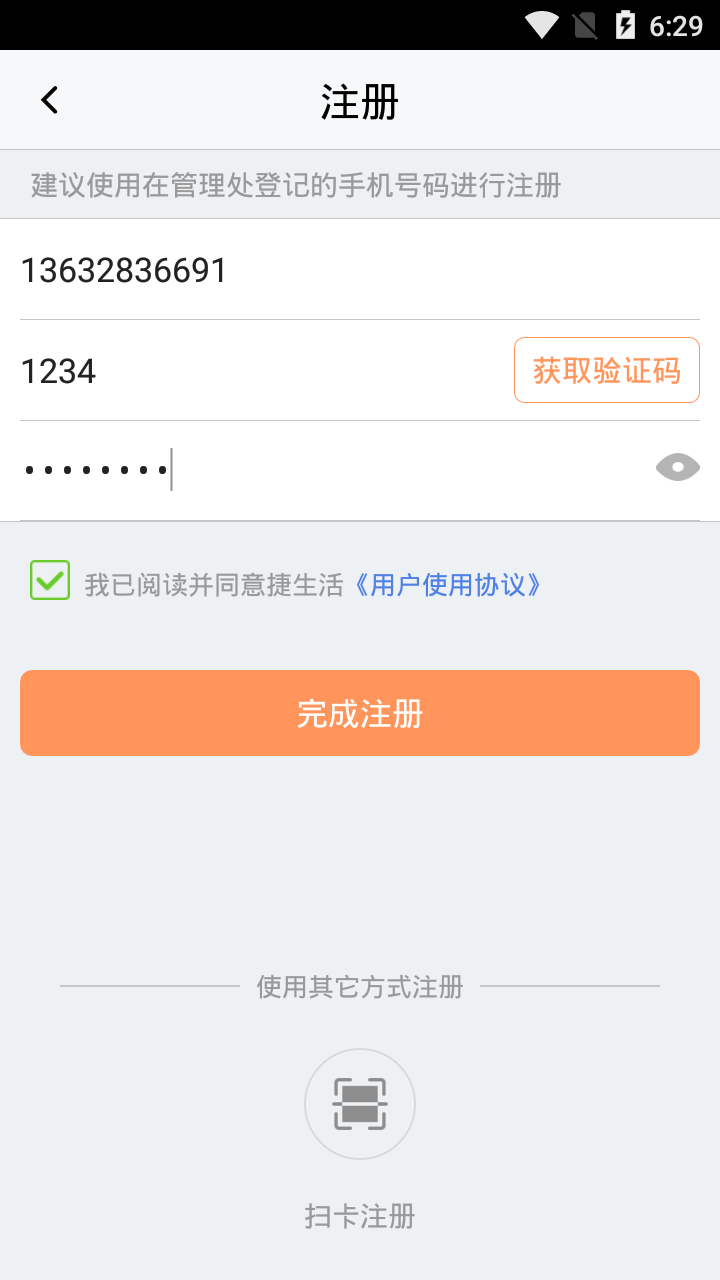 6:29
注册
建议使用在管理处登记的手机号码进行注册
13632836691
1234
获取验证码
••••••••
我已阅读并同意捷生活《用户使用协议》
完成注册
使用其它方式注册
扫卡注册